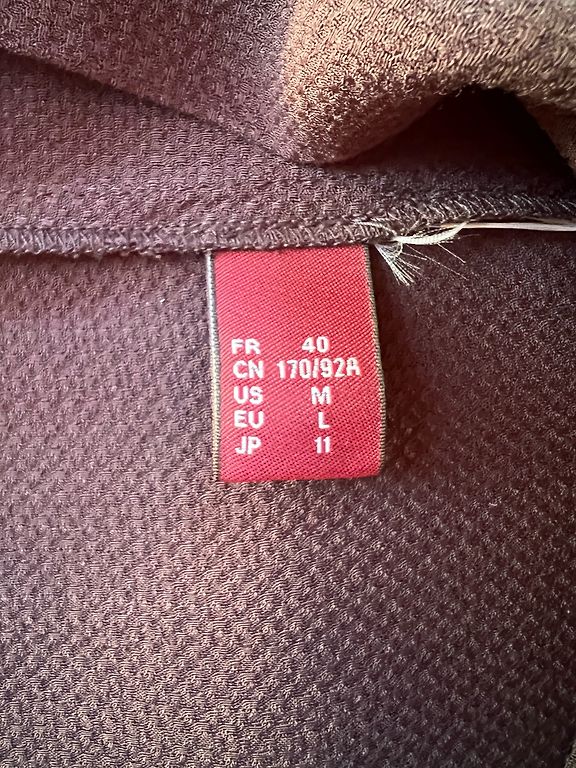 FR 40
CN 170/92A
US M
EU L
JP 11